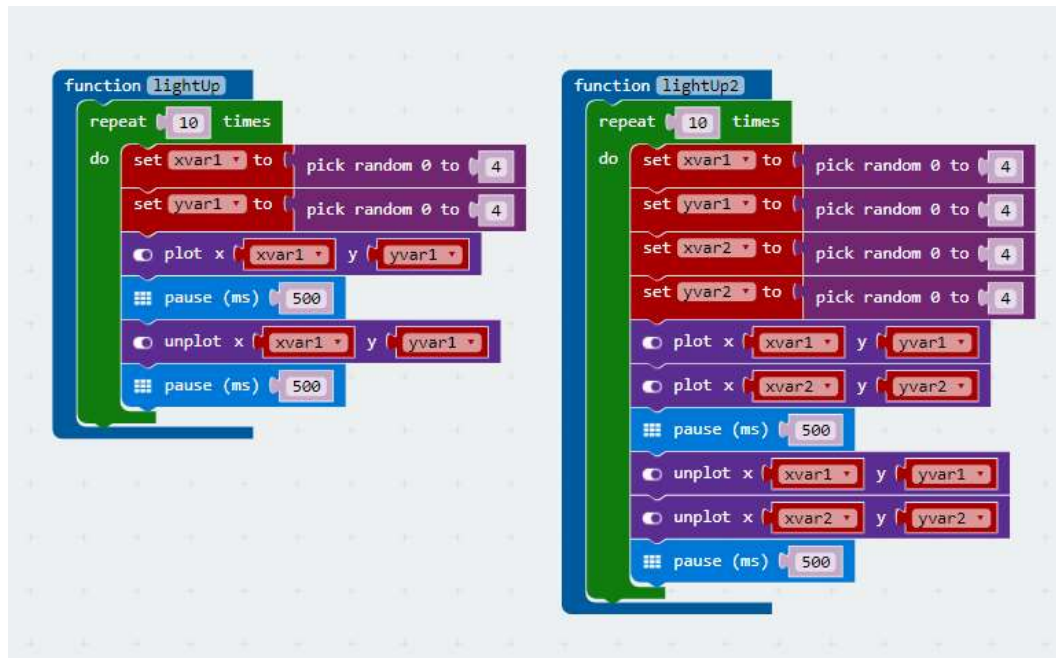 function lightUp
repeat 10 times
do set xvar1 to pick random 0 to 4
set yvar1 to pick random 0 to 4
plot x xvar1 y yvar1
pause (ms) 500
unplot x xvar1 y yvar1
pause (ms) 500
function lightUp2
repeat 10 times
do set xvar1 to pick random 0 to 4
set yvar1 to pick random 0 to 4
set xvar2 to pick random 0 to 4
set yvar2 to pick random 0 to 4
plot x xvar1 y yvar1
plot x xvar2 y yvar2
pause (ms) 500
unplot x xvar1 y yvar1
unplot x xvar2 y yvar2
pause (ms) 500